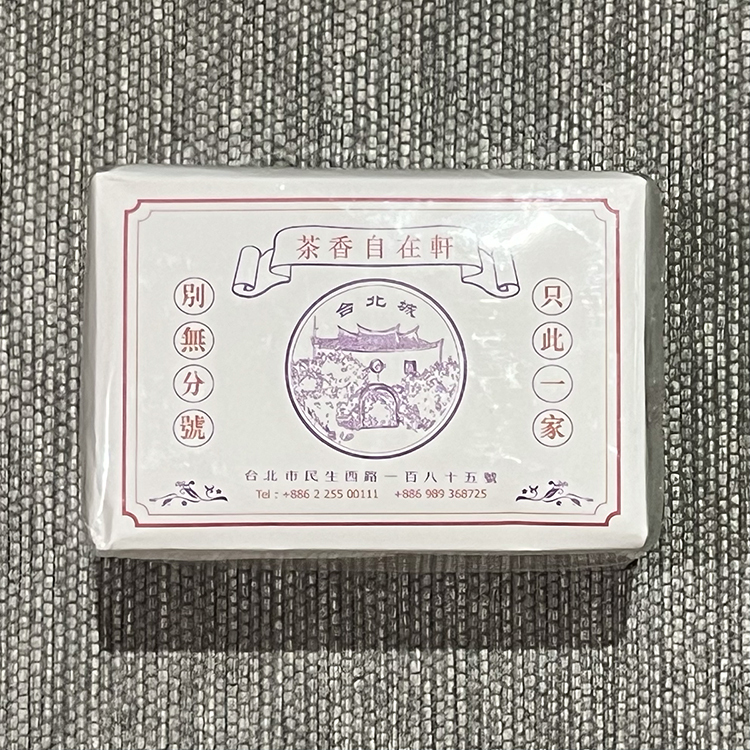 茶香自在軒
台北城
只此一家
別無分號
台北市民生西路一百八十五號
Tel : +886 2 255 00111 +886 989 368725